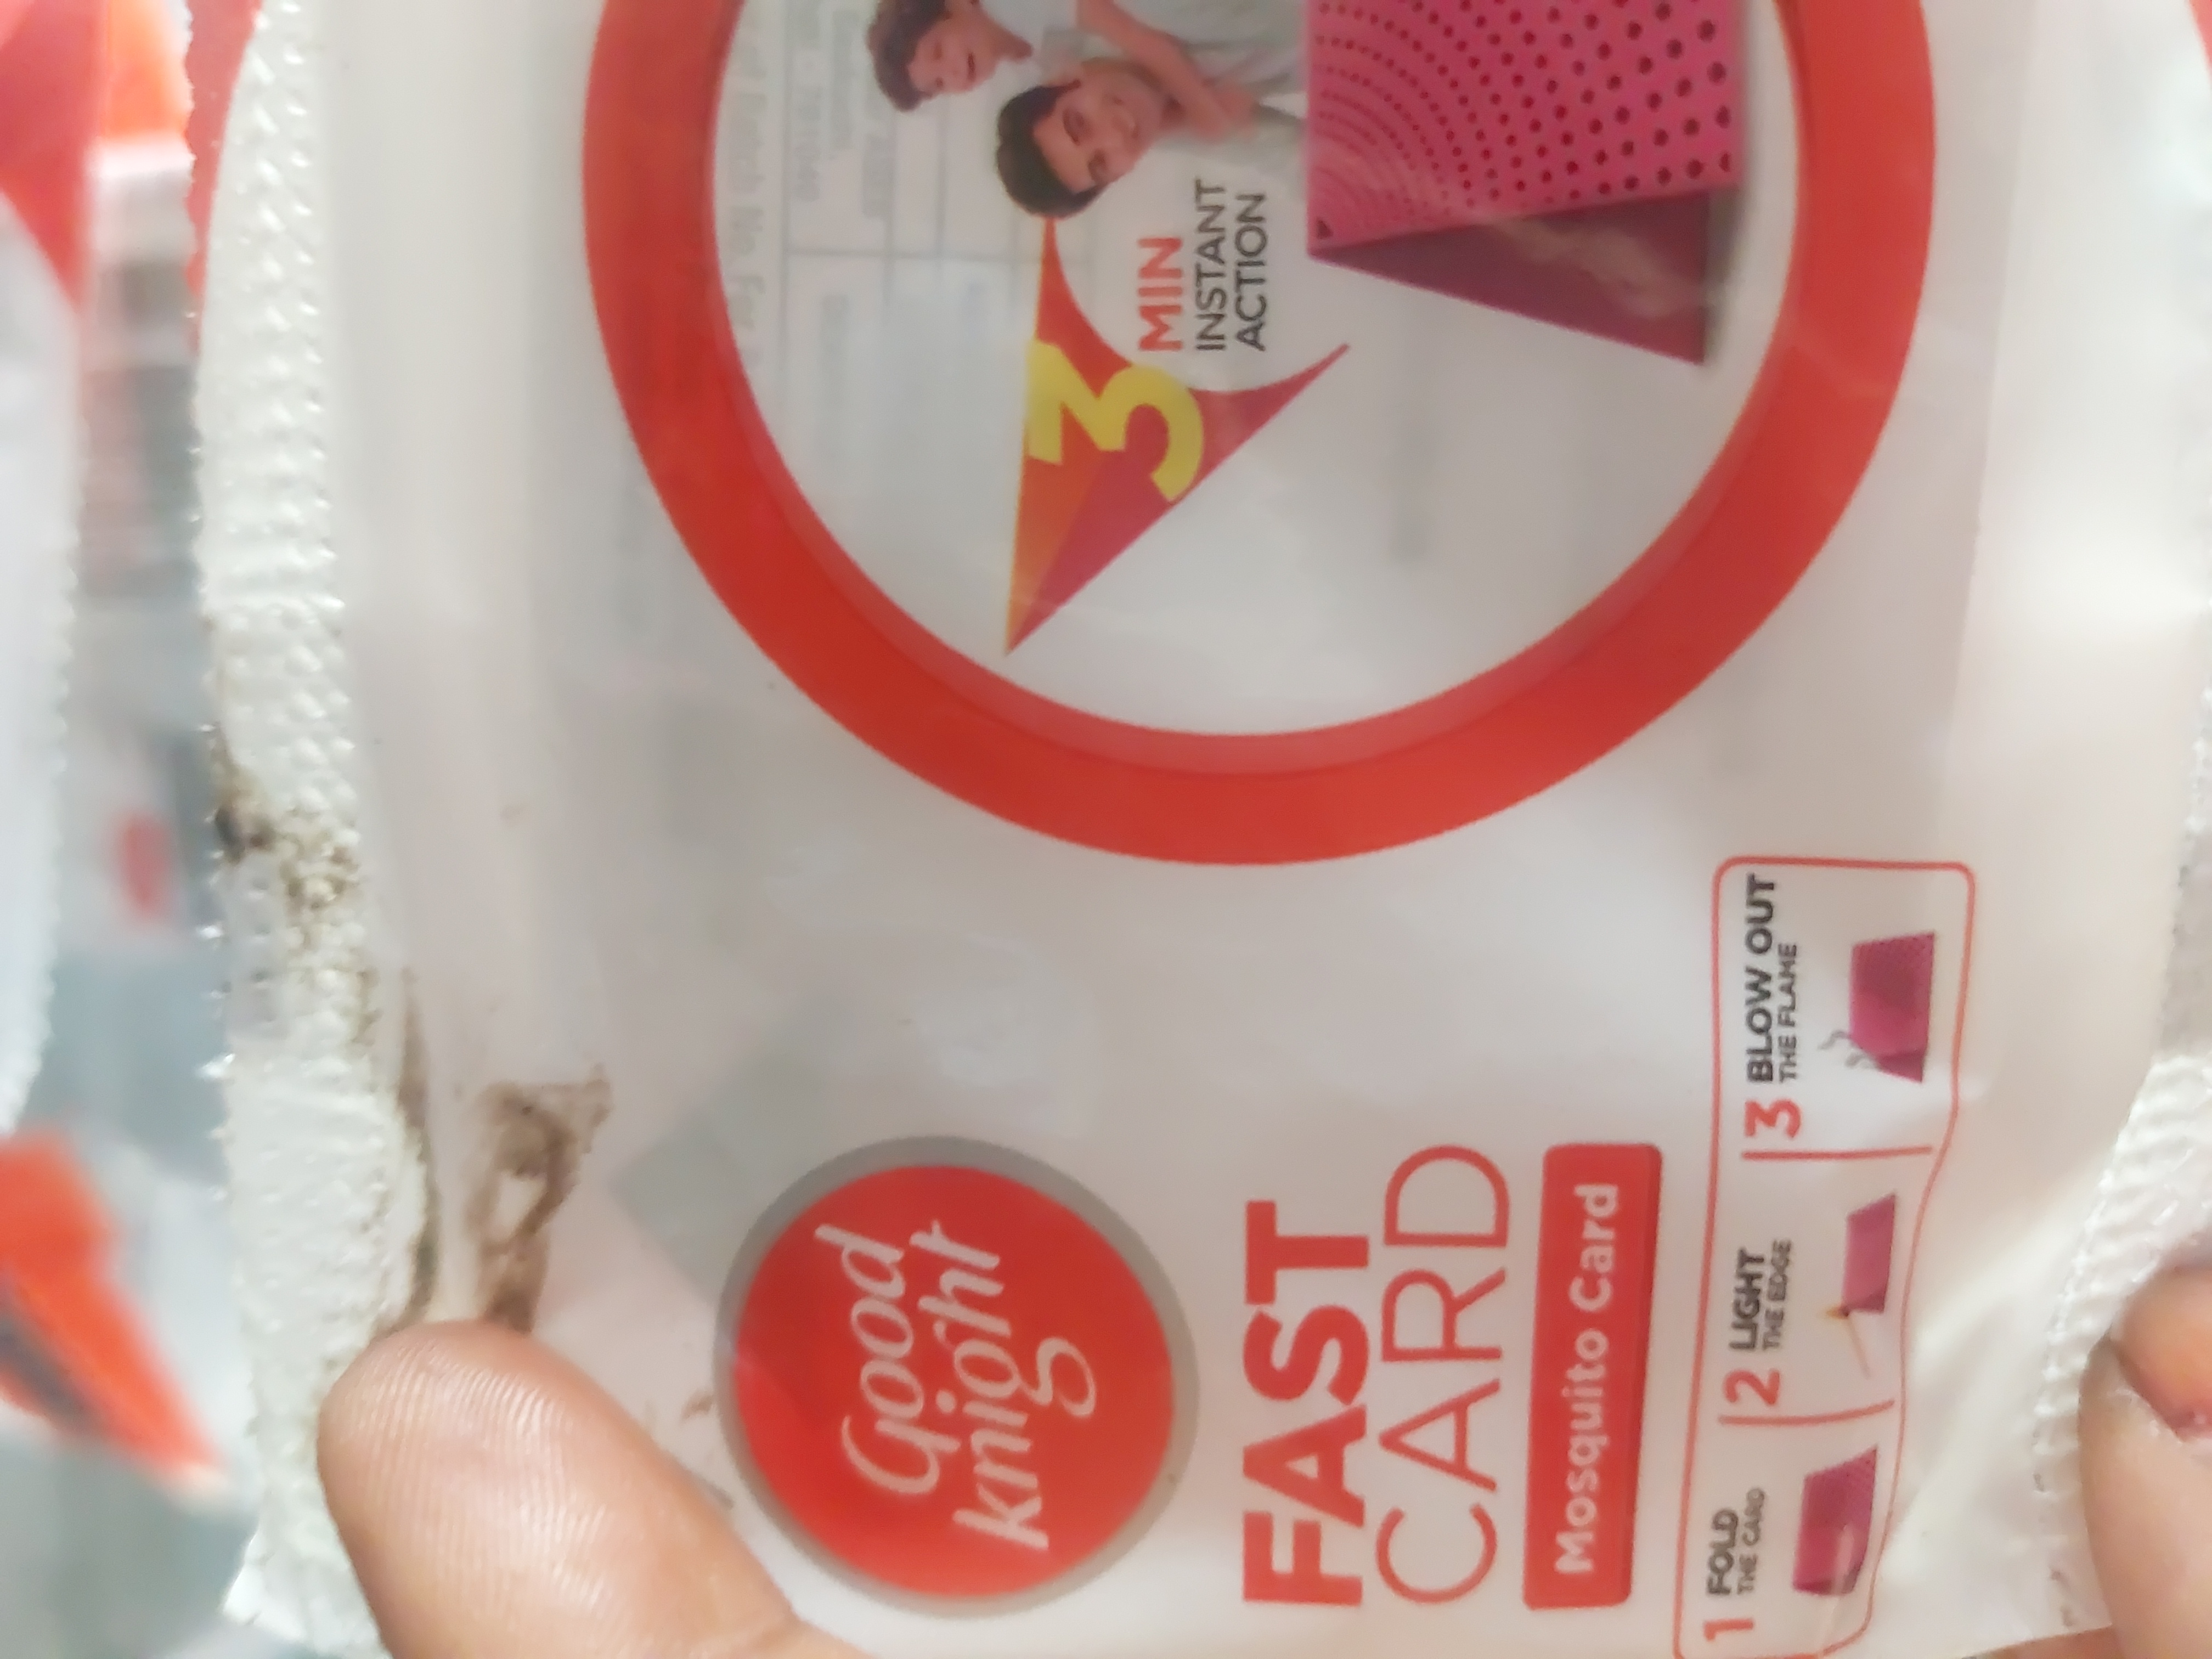 Good
knight
FAST
CARD
Mosquito Card
1 FOLD
THE CARD
2 LIGHT
THE EDGE
3 BLOW OUT
THE FLAME
3 MIN
INSTANT
ACTION